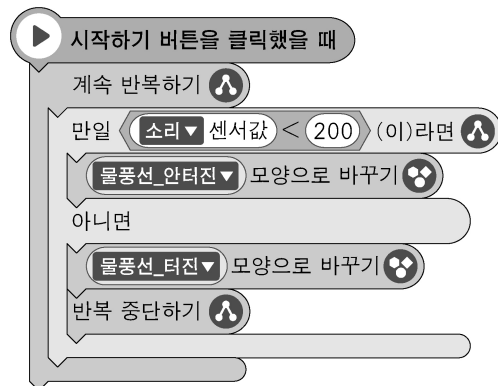 시작하기 버튼을 클릭했을 때
계속 반복하기
만일 소리▼ 센서값 < 200 (이)라면
물풍선_안터진▼ 모양으로 바꾸기
아니면
물풍선_터진▼ 모양으로 바꾸기
반복 중단하기